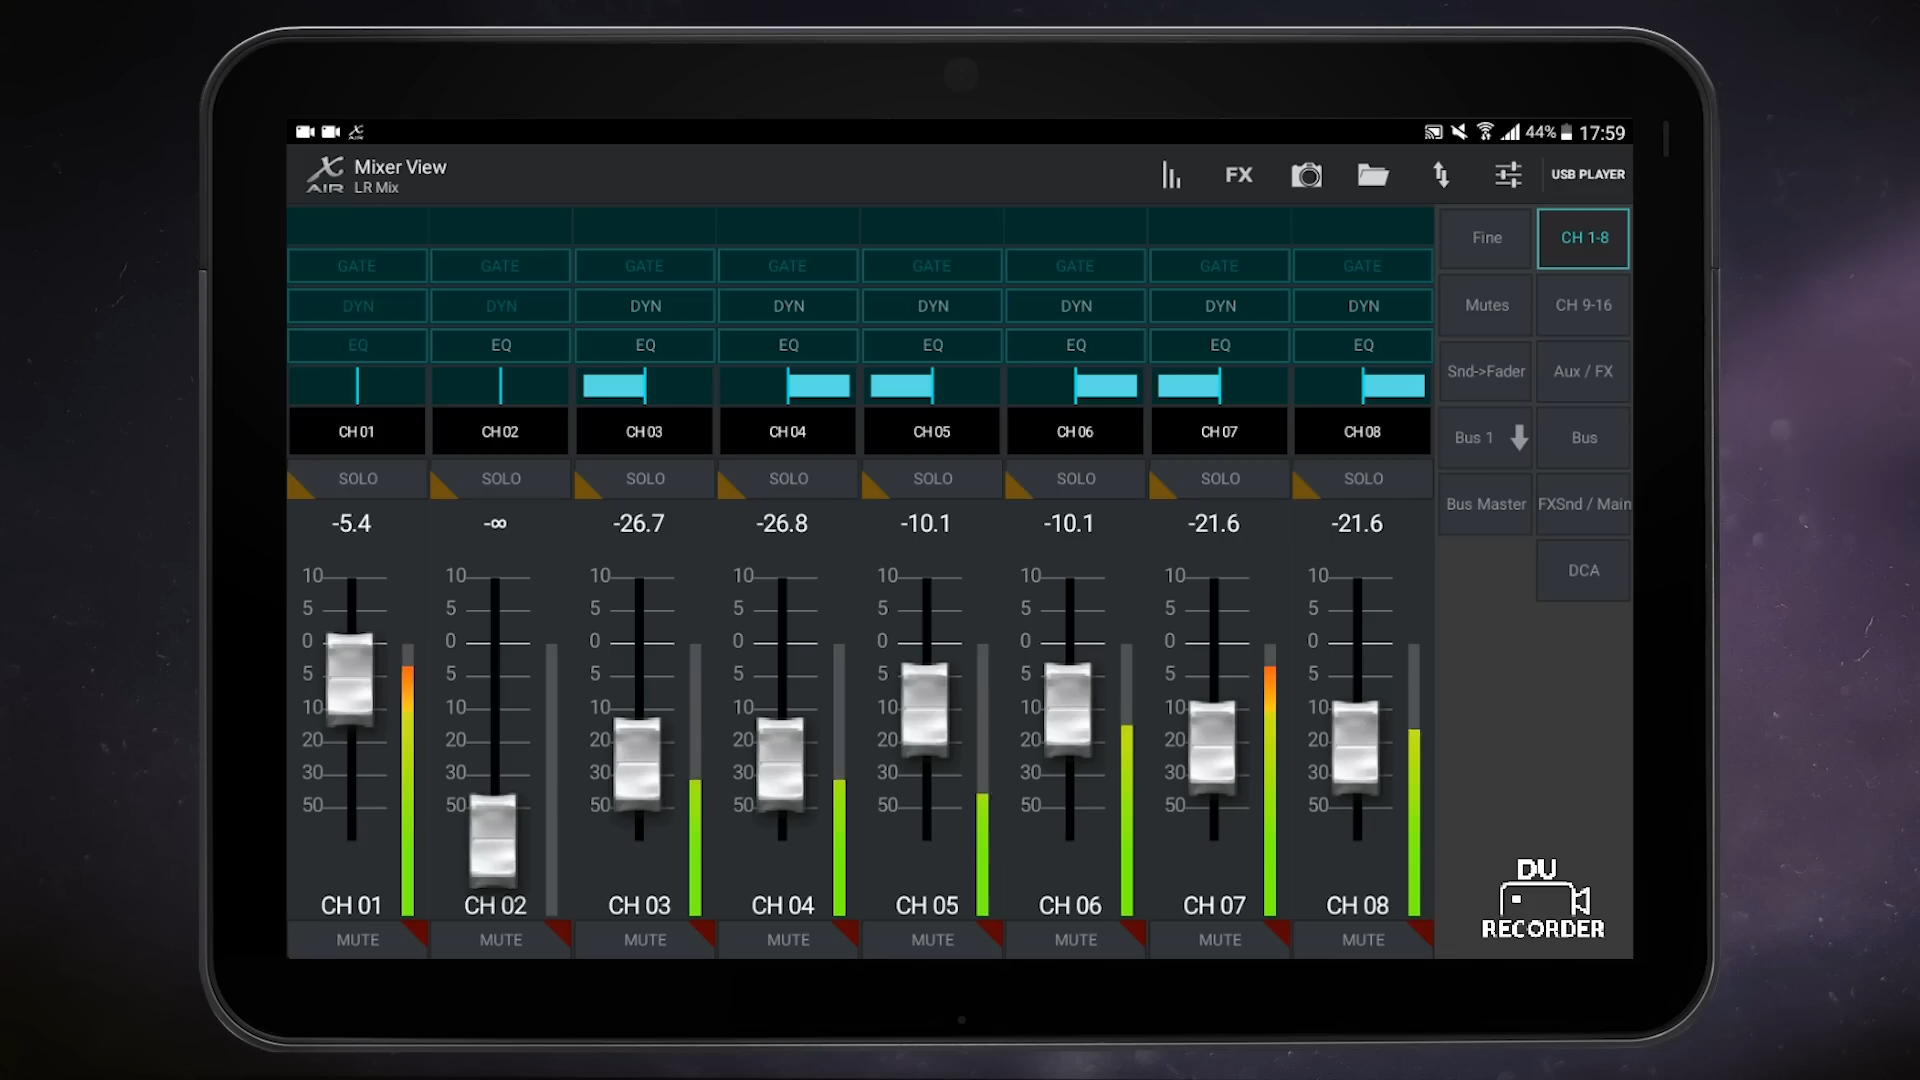 44% 17:59
X AIR Mixer View
LR Mix
FX
USB PLAYER
GATE GATE GATE GATE GATE GATE GATE GATE
DYN DYN DYN DYN DYN DYN DYN DYN
EQ EQ EQ EQ EQ EQ EQ EQ
CH 01 CH 02 CH 03 CH 04 CH 05 CH 06 CH 07 CH 08
SOLO SOLO SOLO SOLO SOLO SOLO SOLO SOLO
-5.4 -∞ -26.7 -26.8 -10.1 -10.1 -21.6 -21.6
10 10 10 10 10 10 10 10
5 5 5 5 5 5 5 5
0 0 0 0 0 0 0 0
5 5 5 5 5 5 5 5
10 10 10 10 10 10 10 10
20 20 20 20 20 20 20 20
30 30 30 30 30 30 30 30
50 50 50 50 50 50 50 50
CH 01 CH 02 CH 03 CH 04 CH 05 CH 06 CH 07 CH 08
MUTE MUTE MUTE MUTE MUTE MUTE MUTE MUTE
Fine CH 1-8
Mutes CH 9-16
Snd->Fader Aux / FX
Bus 1 Bus
Bus Master FXSnd / Main
DCA
DU
RECORDER